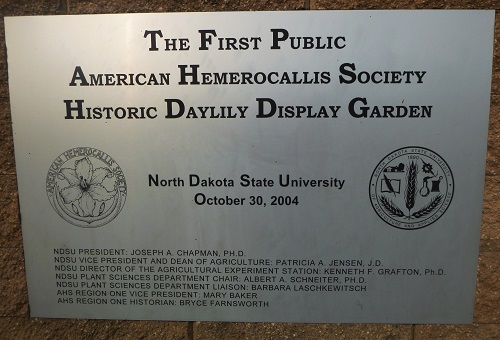 The First Public
American Hemerocallis Society
Historic Daylily Display Garden
AMERICAN HEMEROCALLIS SOCIETY
North Dakota State University
October 30, 2004
NDSU PRESIDENT: JOSEPH A. CHAPMAN, PH.D.
NDSU VICE PRESIDENT AND DEAN OF AGRICULTURE: PATRICIA A. JENSEN, J.D.
NDSU DIRECTOR OF THE AGRICULTURAL EXPERIMENT STATION: KENNETH F. GRAFTON, Ph.D.
NDSU PLANT SCIENCES DEPARTMENT CHAIR: ALBERT A. SCHNEITER, PH.D.
NDSU PLANT SCIENCES DEPARTMENT LIAISON: BARBARA LASCHKEWITSCH
AHS REGION ONE VICE PRESIDENT: MARY BAKER
AHS REGION ONE HISTORIAN: BRYCE FARNSWORTH